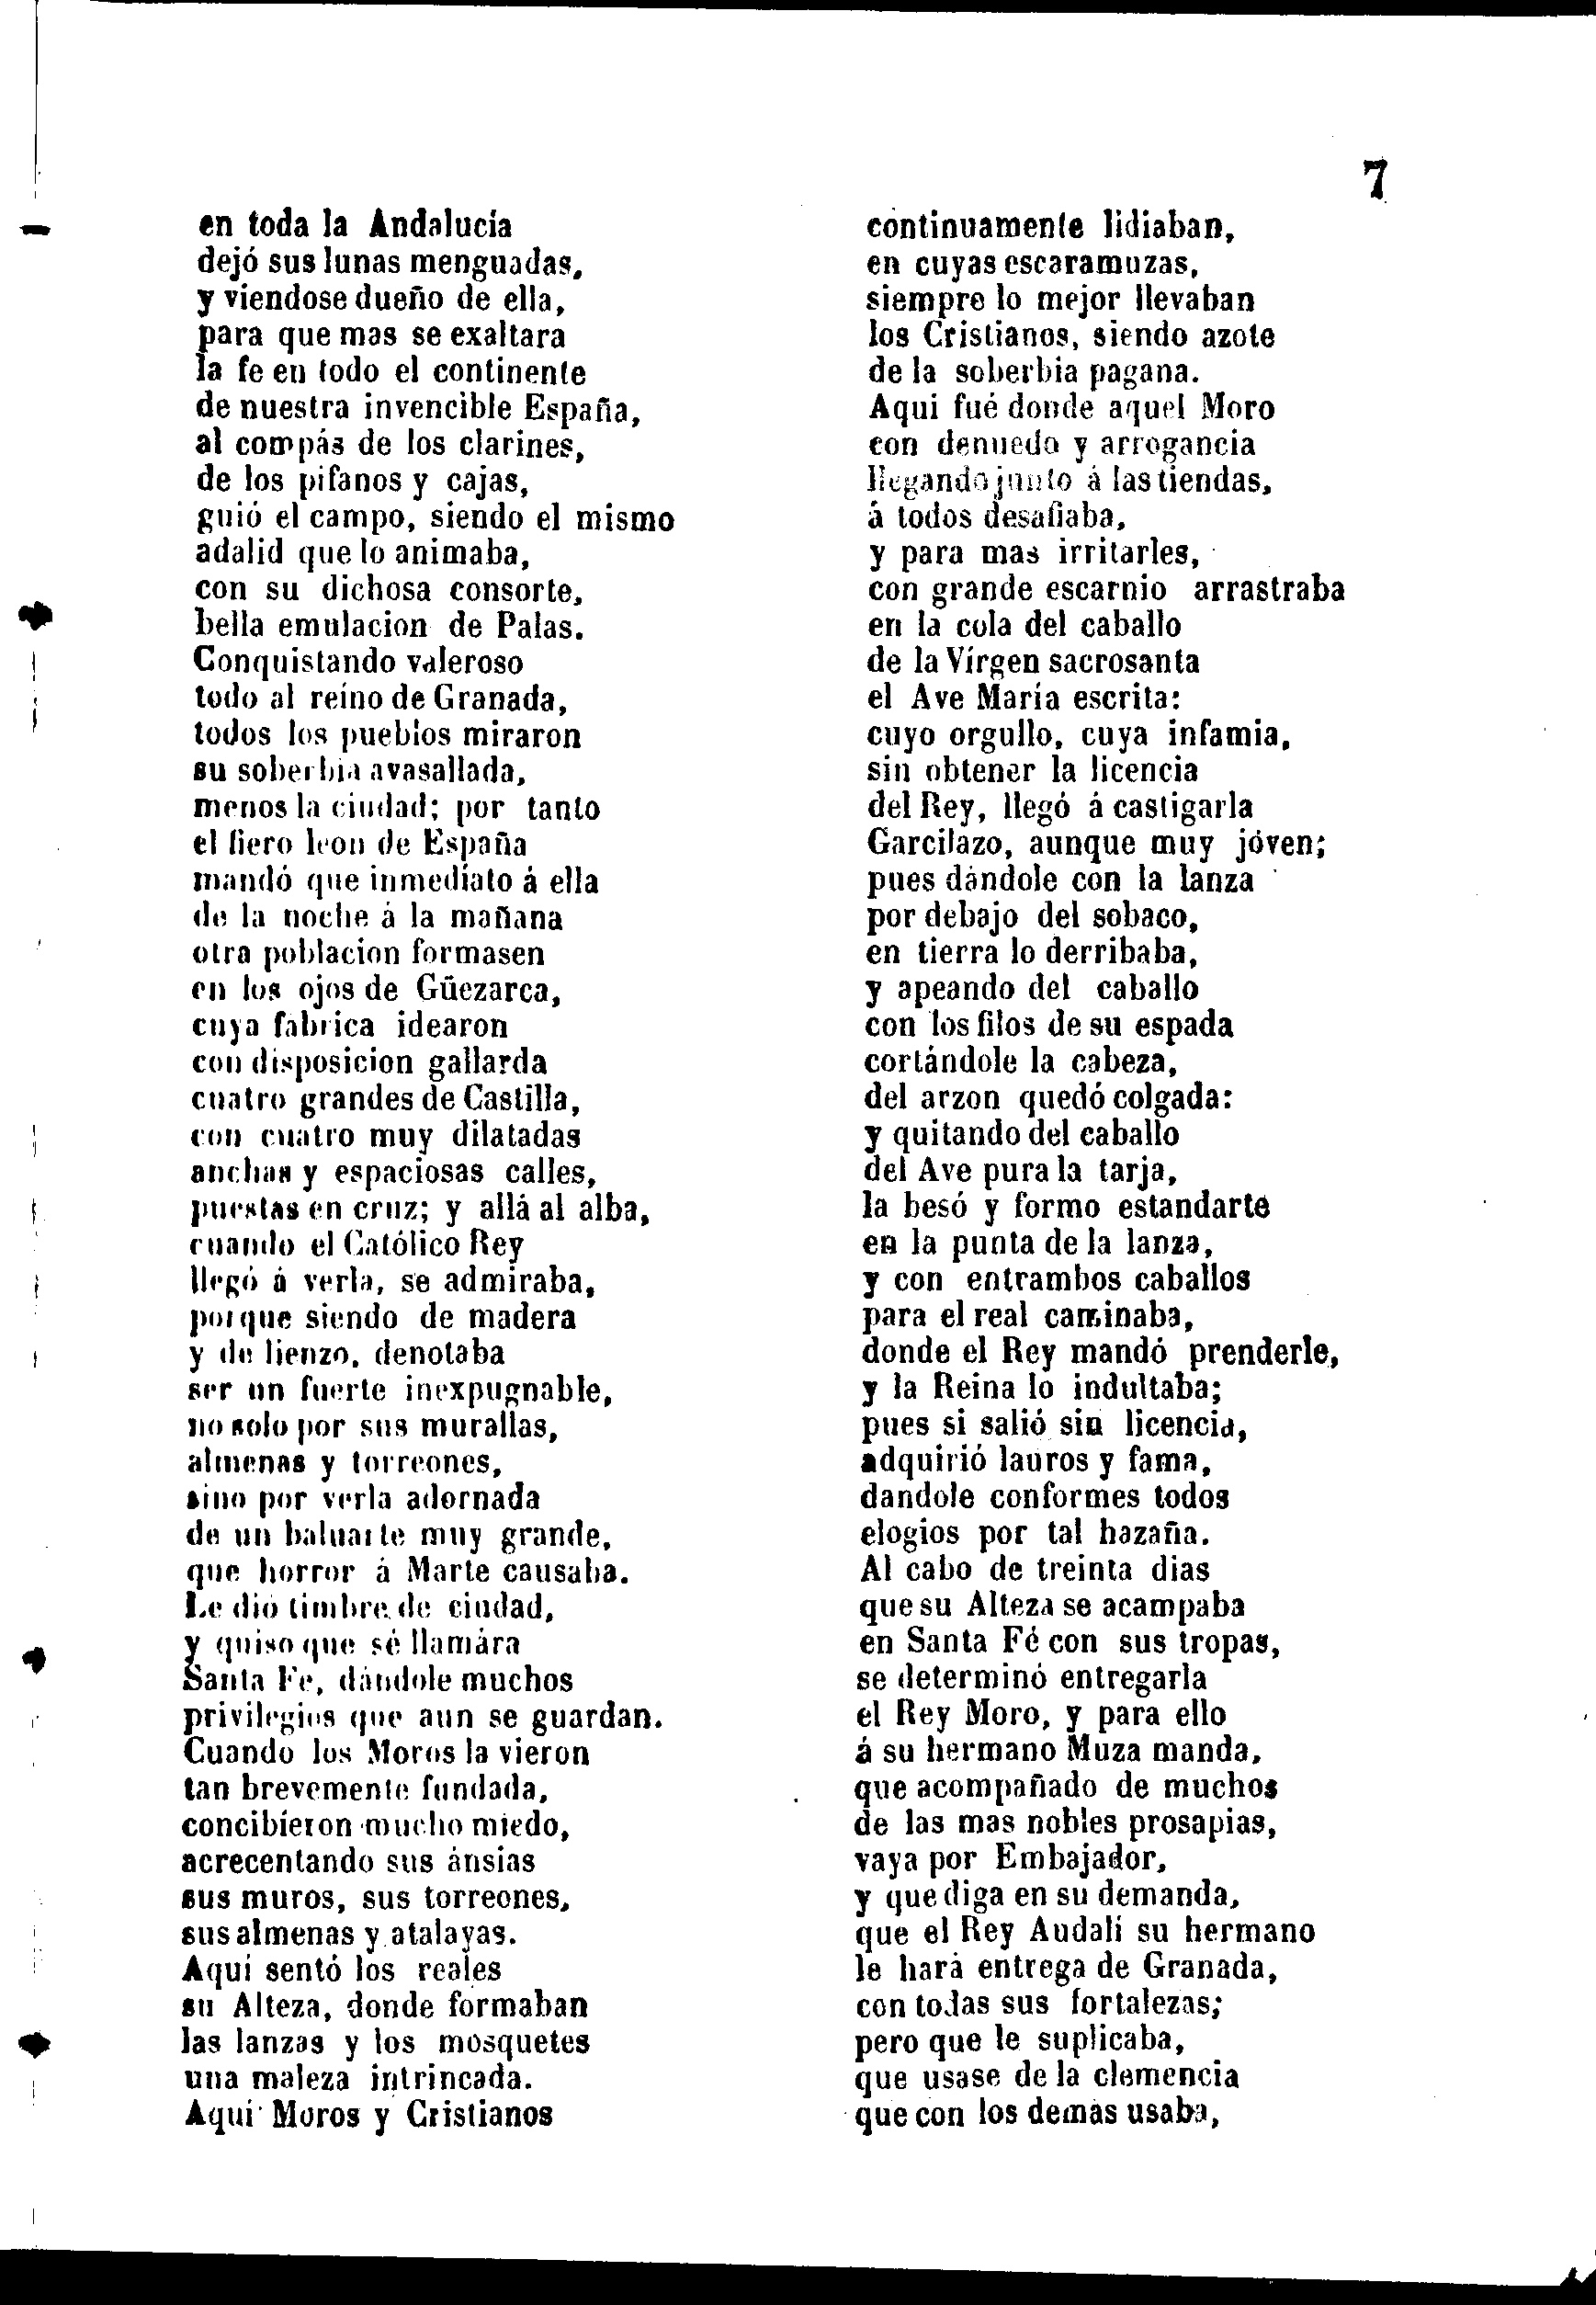 7
en toda la Andalucía
dejó sus lunas menguadas,
y viendose dueño de ella,
para que mas se exaltara
la fe en todo el continente
de nuestra invencible España,
al compás de los clarines,
de los pifanos y cajas,
guió el campo, siendo el mismo
adalid que lo animaba,
con su dichosa consorte,
bella emulacion de Palas.
Conquistando valeroso
todo al reino de Granada,
todos los pueblos miraron
su soberbia avasallada,
menos la ciudad; por tanto
el fiero leon de España
mandó que inmediato á ella
de la noche á la mañana
otra poblacion formasen
en los ojos de Güezarca,
cuya fabrica idearon
con disposicion gallarda
cuatro grandes de Castilla,
con cuatro muy dilatadas
anchas y espaciosas calles,
puestas en cruz; y allá al alba,
cuando el Católico Rey
llegó á verla, se admiraba,
porque siendo de madera
y de lienzo, denotaba
ser un fuerte inexpugnable,
no solo por sus murallas,
almenas y torreones,
sino por verla adornada
de un baluarte muy grande,
que horror á Marte causaba.
Le dió timbre de ciudad,
y quiso que sé llamára
Santa Fe, dándole muchos
privilegios que aun se guardan.
Cuando los Moros la vieron
tan brevemente fundada,
concibieron mucho miedo,
acrecentando sus ánsias
sus muros, sus torreones,
sus almenas y atalayas.
Aqui sentó los reales
su Alteza, donde formaban
las lanzas y los mosquetes
una maleza intrincada.
Aqui Moros y Cristianos
continuamente lidiaban,
en cuyas escaramuzas,
siempre lo mejor llevaban
los Cristianos, siendo azote
de la soberbia pagana.
Aqui fué donde aquel Moro
con denuedo y arrogancia
llegando junto á las tiendas,
á todos desafiaba,
y para mas irritarles,
con grande escarnio arrastraba
en la cola del caballo
de la Vírgen sacrosanta
el Ave María escrita:
cuyo orgullo, cuya infamia,
sin obtener la licencia
del Rey, llegó á castigarla
Garcilazo, aunque muy jóven;
pues dándole con la lanza
por debajo del sobaco,
en tierra lo derribaba,
y apeando del caballo
con los filos de su espada
cortándole la cabeza,
del arzon quedó colgada:
y quitando del caballo
del Ave pura la tarja,
la besó y formo estandarte
en la punta de la lanza,
y con entrambos caballos
para el real caminaba,
donde el Rey mandó prenderle,
y la Reina lo indultaba;
pues si salió sin licencia,
adquirió lauros y fama,
dandole conformes todos
elogios por tal hazaña.
Al cabo de treinta dias
que su Alteza se acampaba
en Santa Fé con sus tropas,
se determinó entregarla
el Rey Moro, y para ello
á su hermano Muza manda,
que acompañado de muchos
de las mas nobles prosapias,
vaya por Embajador,
y que diga en su demanda,
que el Rey Audalí su hermano
le hará entrega de Granada,
con todas sus fortalezas;
pero que le suplicaba,
que usase de la clemencia
que con los demas usaba,